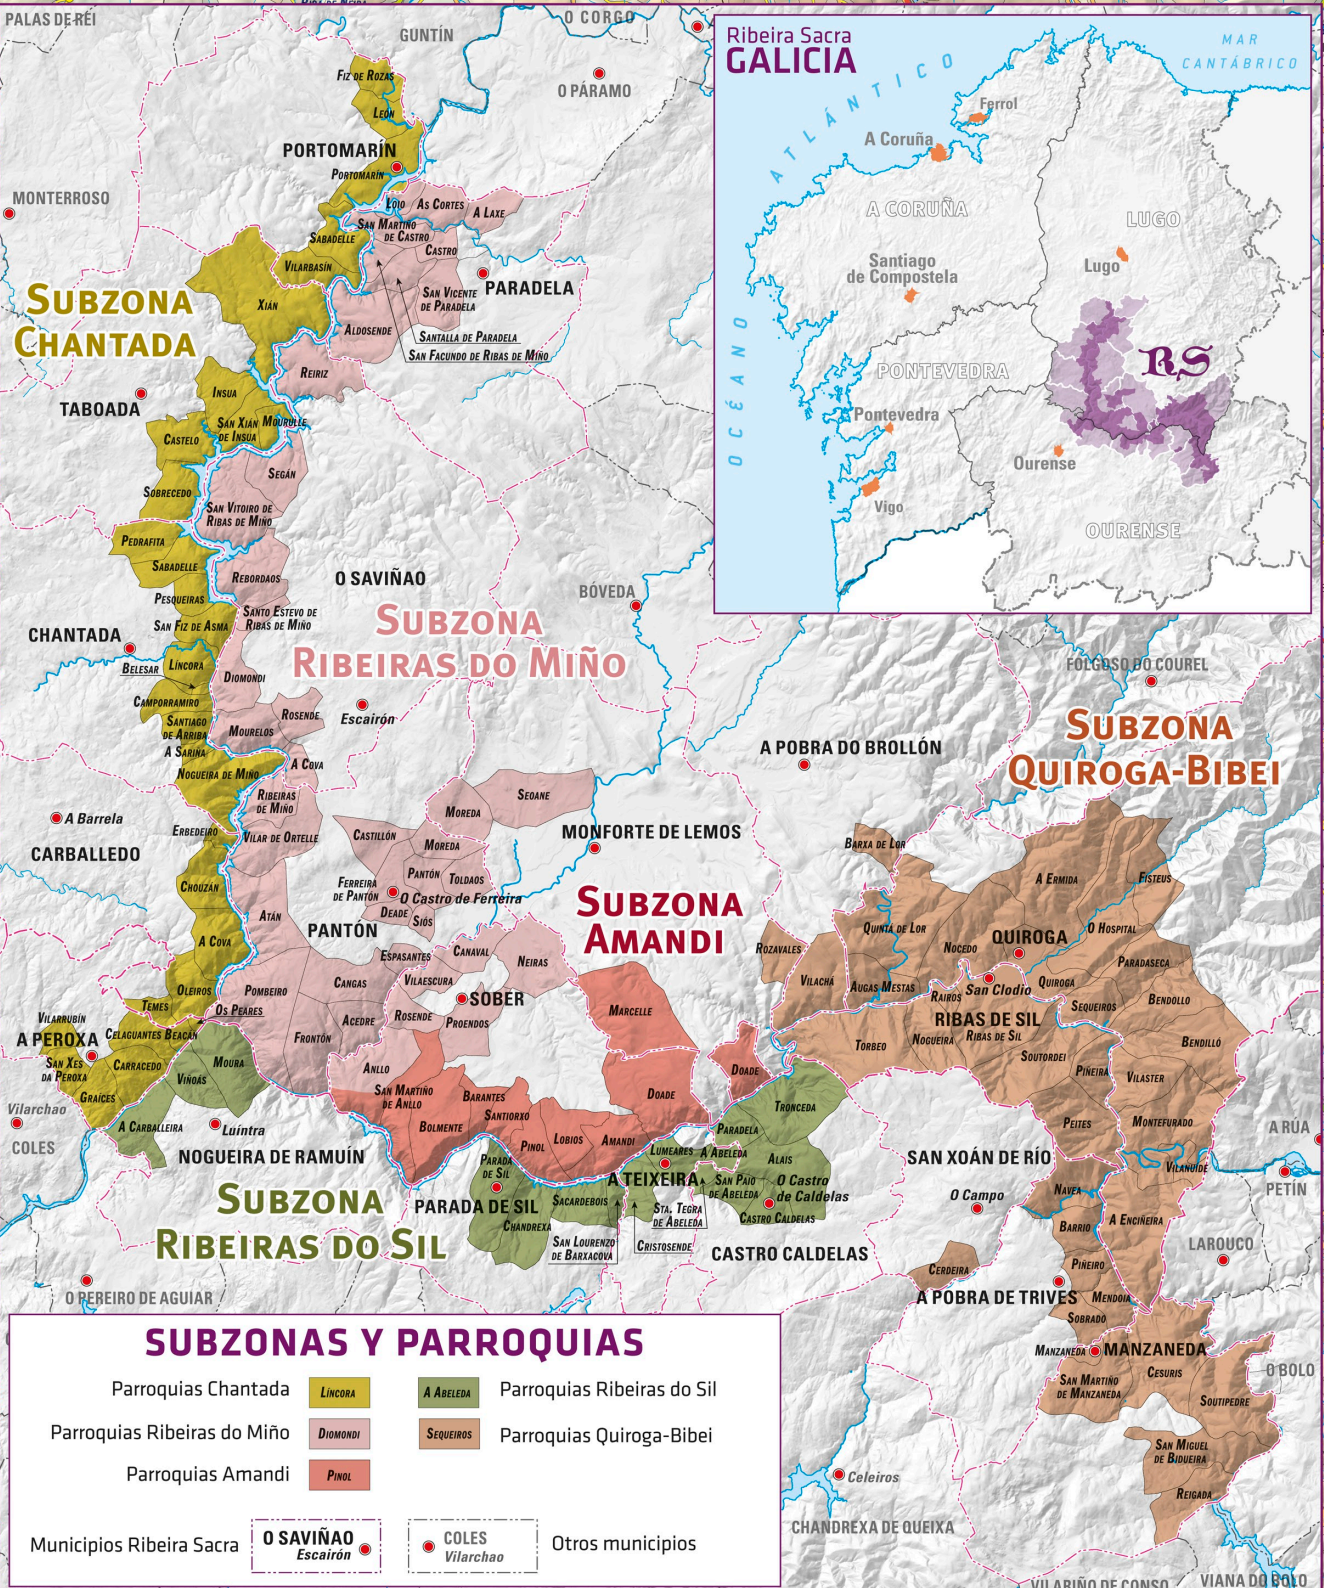 PALAS DE REI
GUNTÍN
O CORGO
O PÁRAMO
MONTERROSO
FIZ DE ROZAS
LEÓN
PORTOMARÍN
PORTOMARÍN
LOIO
AS CORTES
A LAXE
SAN MARTIÑO
DE CASTRO
CASTRO
SABADELLE
VILARBASÍN
XIÁN
SAN VICENTE
DE PARADELA
PARADELA
ALDOSENDE
SANTALLA DE PARADELA
SAN FACUNDO DE RIBAS DE MIÑO
REIRIZ
SUBZONA
CHANTADA
TABOADA
INSUA
SAN XIÁN
DE INSUA
MOURULLE
CASTELO
SEGÁN
SOBRECEDO
SAN VITOIRO DE
RIBAS DE MIÑO
PEDRAFITA
SABADELLE
REBORDAOS
O SAVIÑAO
PESQUEIRAS
SAN FIZ DE ASMA
SANTO ESTEVO DE
RIBAS DE MIÑO
BÓVEDA
SUBZONA
RIBEIRAS DO MIÑO
CHANTADA
BELESAR
LÍNCORA
DIOMONDI
CAMPORRAMIRO
SANTIAGO
DE ARRIBA
ROSENDE
Escairón
MOURELOS
A SARIÑA
NOGUEIRA DE MIÑO
A COVA
RIBEIRAS
DE MIÑO
A Barrela
ERBEDEIRO
VILAR DE ORTELLE
CARBALLEDO
CHOUZÁN
ATÁN
A COVA
OLEIROS
TEMES
POMBEIRO
OS PEARES
SEOANE
MOREDA
CASTILLÓN
MOREDA
MONFORTE DE LEMOS
PANTÓN
TOLDAOS
FERREIRA
DE PANTÓN
O Castro de Ferreira
DEADE
SIÓS
PANTÓN
ESPASANTES
CANAVAL
NEIRAS
CANGAS
VILAESCURA
SOBER
ROSENDE
PROENDOS
ACEDRE
FRONTÓN
ANLLO
SUBZONA
AMANDI
MARCELLE
DOADE
DOADE
SAN MARTIÑO
DE ANLLO
BARANTES
SANTIORXO
BOLMENTE
PINOL
LOBIOS
AMANDI
VILARRUBÍN
A PEROXA
CELAGUANTES
BEACÁN
SAN XES
DA PEROXA
CARRACEDO
GRAÍCES
Vilarchao
COLES
MOURA
VIÑOÁS
A CARBALLEIRA
Luíntra
NOGUEIRA DE RAMUÍN
SUBZONA
RIBEIRAS DO SIL
PARADA
DE SIL
PARADA DE SIL
CHANDREXA
SACARDEBOIS
SAN LOURENZO
DE BARXACOVA
CRISTOSENDE
STA. TEGRA
DE ABELEDA
A TEIXEIRA
LUMEARES
A ABELEDA
SAN PAIO
DE ABELEDA
PARADELA
TRONCEDA
ALAIS
O Castro
de Caldelas
CASTRO CALDELAS
CASTRO CALDELAS
O PEREIRO DE AGUIAR
A POBRA DO BROLLÓN
FOLGOSO DO COUREL
SUBZONA
QUIROGA-BIBEI
BARXA DE LOR
A ERMIDA
FISTEUS
QUINTA DE LOR
O HOSPITAL
NOCEDO
QUIROGA
ROZAVALES
PARADASECA
VILACHÁ
AUGAS MESTAS
San Clodio
QUIROGA
RAIROS
SEQUEIROS
BENDOLLO
RIBAS DE SIL
TORBEO
NOGUEIRA
RIBAS DE SIL
BENDILLÓ
SOUTORDEI
PIÑEIRA
VILASTER
PEITES
MONTEFURADO
A RÚA
VILANUIDE
PETÍN
SAN XOÁN DE RÍO
O Campo
NAVEA
BARRIO
A ENCIÑEIRA
LAROUCO
CERDEIRA
PIÑEIRO
A POBRA DE TRIVES
MENDOIA
SOBRADO
MANZANEDA
MANZANEDA
SAN MARTIÑO
DE MANZANEDA
CESURIS
O BOLO
SOUTIPEDRE
SAN MIGUEL
DE BIDUEIRA
REIGADA
Celeiros
CHANDREXA DE QUEIXA
VILARIÑO DE CONSO
VIANA DO BOLO
Ribeira Sacra
GALICIA
MAR
CANTÁBRICO
OCÉANO ATLÁNTICO
Ferrol
A Coruña
A CORUÑA
LUGO
Santiago
de Compostela
Lugo
RS
PONTEVEDRA
Pontevedra
Ourense
Vigo
OURENSE
SUBZONAS Y PARROQUIAS
Parroquias Chantada
LÍNCORA
A ABELEDA
Parroquias Ribeiras do Sil
Parroquias Ribeiras do Miño
DIOMONDI
SEQUEIROS
Parroquias Quiroga-Bibei
Parroquias Amandi
PINOL
Municipios Ribeira Sacra
O SAVIÑAO
Escairón
COLES
Vilarchao
Otros municipios